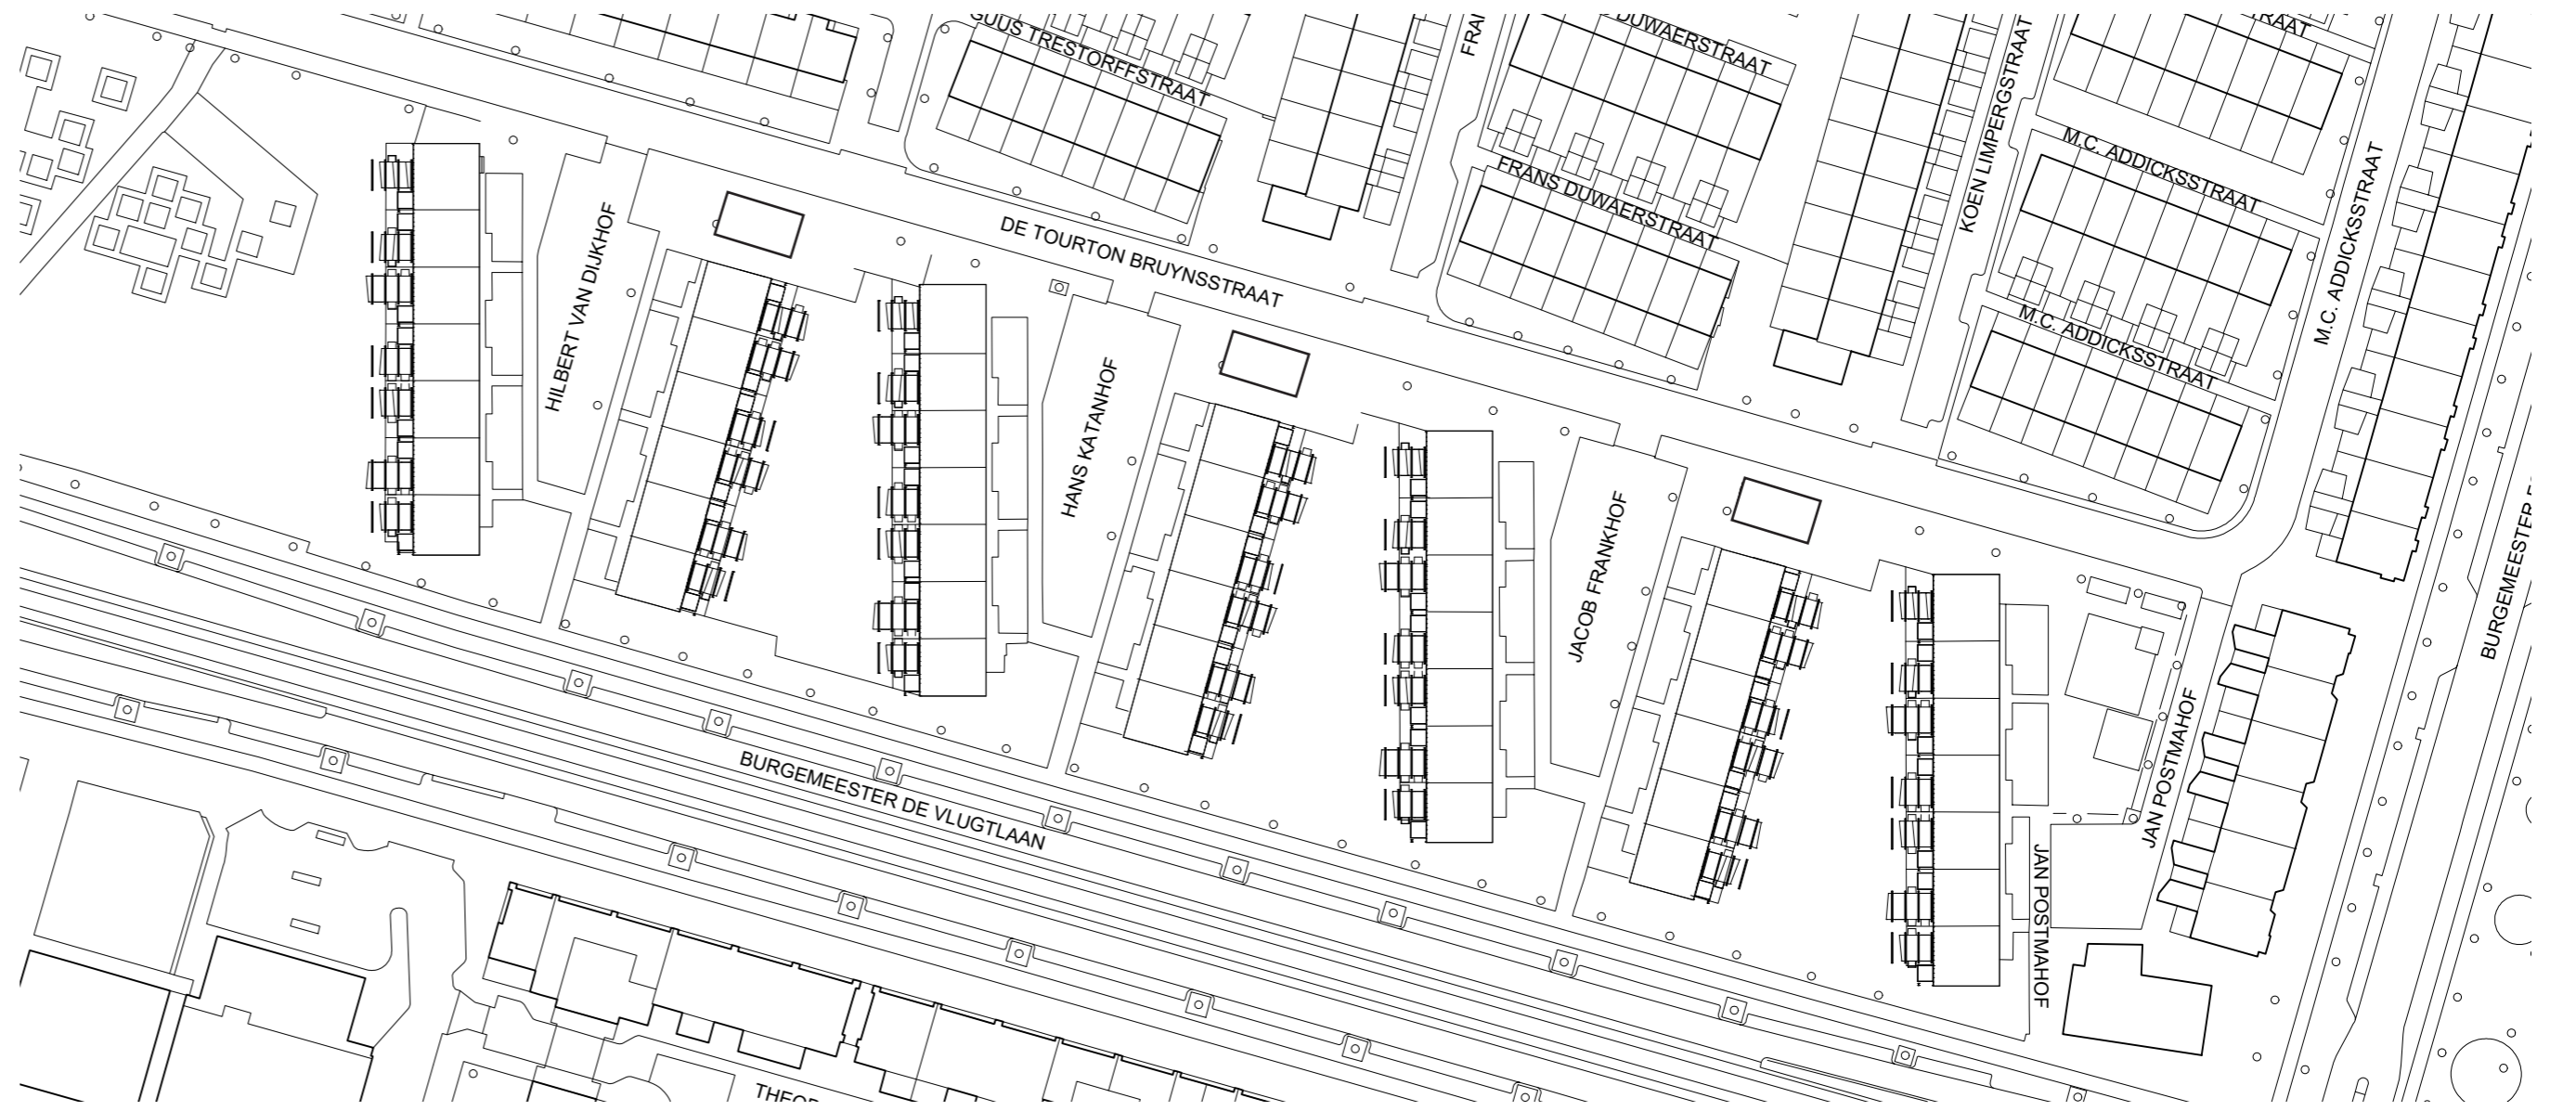 GUUS TRESTORFFSTRAAT
DUWAERSTRAAT
KOEN LIMPERGSTRAAT
M.C. ADDICKSSTRAAT
FRANS DUWAERSTRAAT
M.C. ADDICKSSTRAAT
DE TOURTON BRUYNSSTRAAT
HILBERT VAN DIJKHOF
M.C. ADDICKSSTRAAT
HANS KATANHOF
JACOB FRANKHOF
BURGEMEESTER
JAN POSTMAHOF
BURGEMEESTER DE VLUGTLAAN
JAN POSTMAHOF